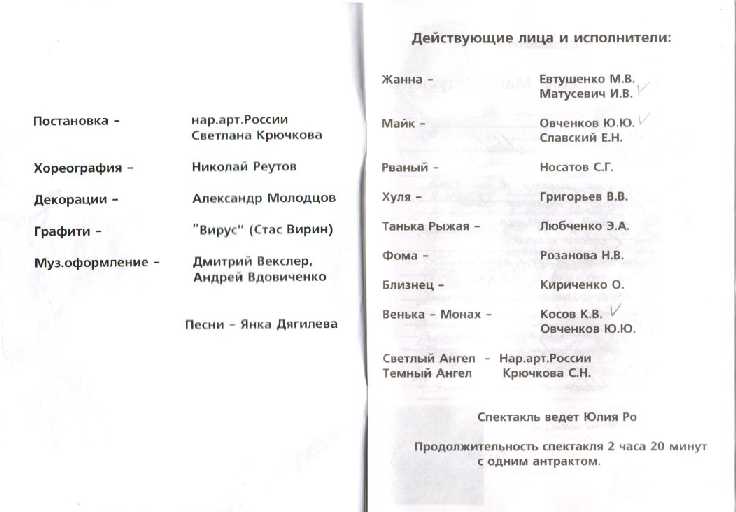 Постановка - нар.арт.России
Светлана Крючкова
Хореография - Николай Реутов
Декорации - Александр Молодцов
Графити - "Вирус" (Стас Вирин)
Муз.оформление - Дмитрий Векслер,
Андрей Вдовиченко
Песни - Янка Дягилева
Действующие лица и исполнители:
Жанна - Евтушенко М.В.
Матусевич И.В.
Майк - Овченков Ю.Ю.
Славский Е.Н.
Рваный - Носатов С.Г.
Хуля - Григорьев В.В.
Танька Рыжая - Любченко Э.А.
Фома - Розанова Н.В.
Близнец - Кириченко О.
Венька - Монах - Косов К.В.
Овченков Ю.Ю.
Светлый Ангел - Нар.арт.России
Темный Ангел Крючкова С.Н.
Спектакль ведет Юлия Ро
Продолжительность спектакля 2 часа 20 минут
с одним антрактом.